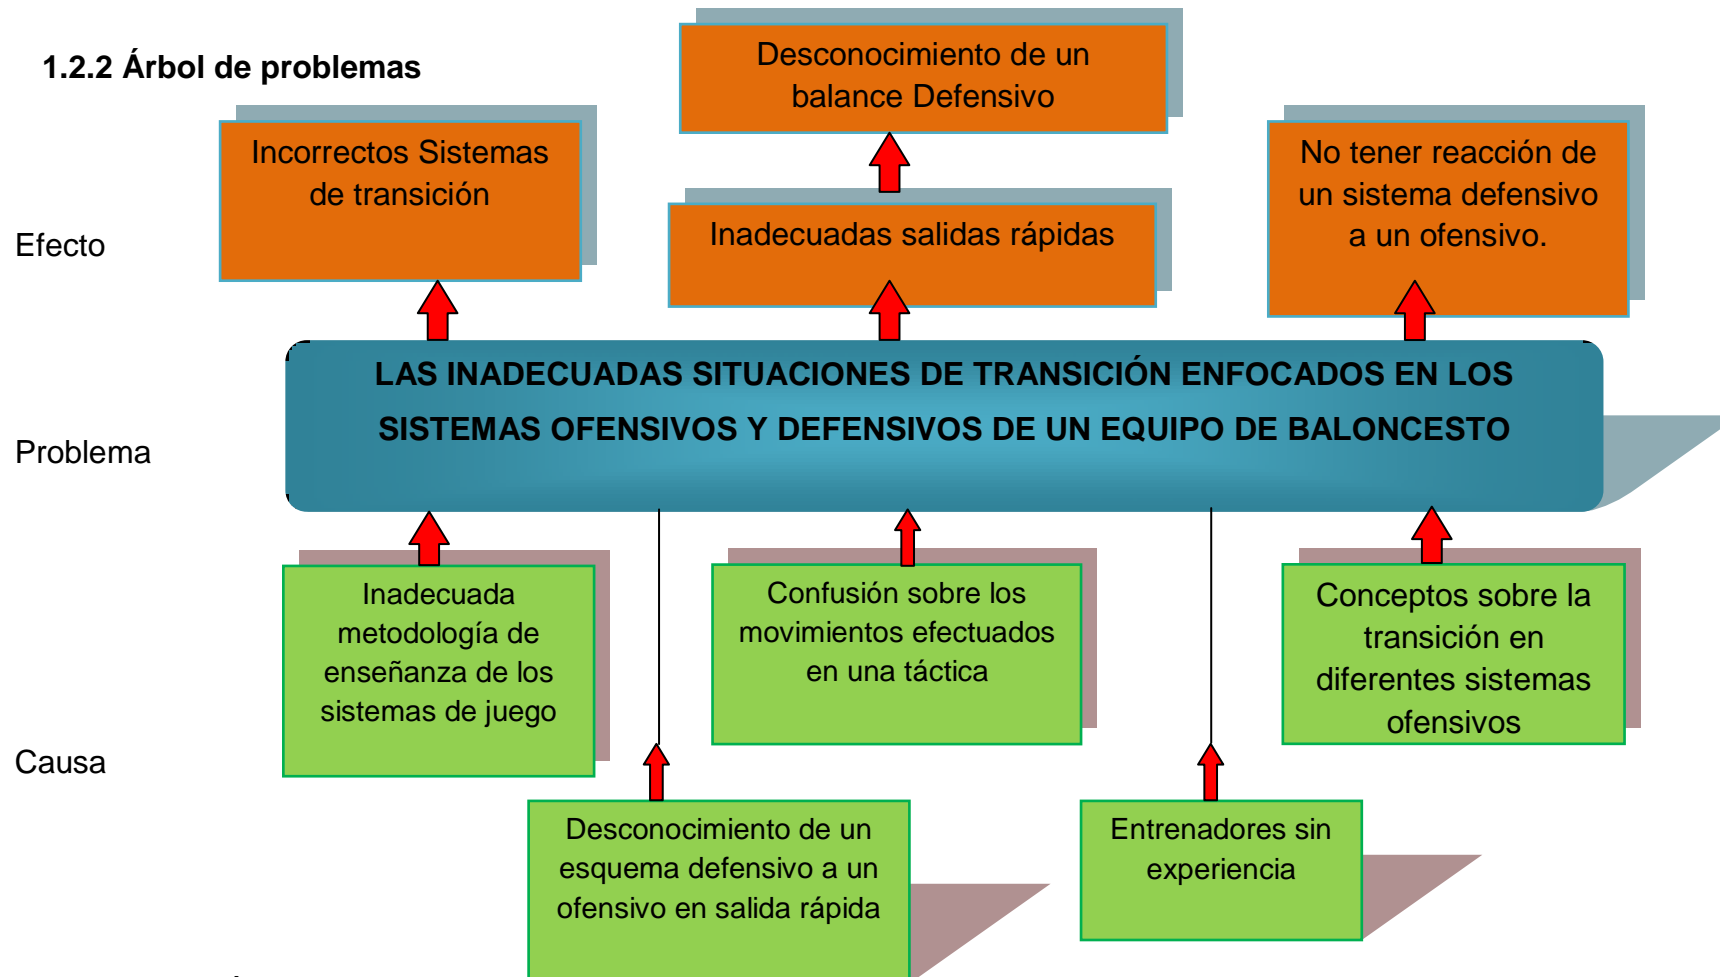 1.2.2 Árbol de problemas
Desconocimiento de un
balance Defensivo
Incorrectos Sistemas
de transición
No tener reacción de
un sistema defensivo
a un ofensivo.
Inadecuadas salidas rápidas
Efecto
LAS INADECUADAS SITUACIONES DE TRANSICIÓN ENFOCADOS EN LOS
SISTEMAS OFENSIVOS Y DEFENSIVOS DE UN EQUIPO DE BALONCESTO
Problema
Inadecuada
metodología de
enseñanza de los
sistemas de juego
Confusión sobre los
movimientos efectuados
en una táctica
Conceptos sobre la
transición en
diferentes sistemas
ofensivos
Causa
Desconocimiento de un
esquema defensivo a un
ofensivo en salida rápida
Entrenadores sin
experiencia